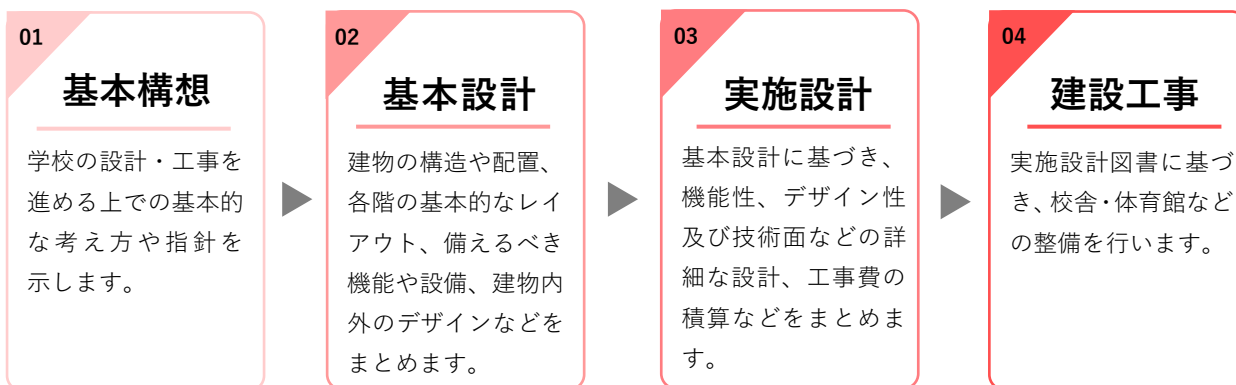 01
基本構想
学校の設計・工事を
進める上での基本的
な考え方や指針を
示します。
02
基本設計
建物の構造や配置、
各階の基本的なレイ
アウト、備えるべき
機能や設備、建物内
外のデザインなどを
まとめます。
03
実施設計
基本設計に基づき、
機能性、デザイン性
及び技術面などの詳
細な設計、工事費の
積算などをまとめま
す。
04
建設工事
実施設計図書に基づ
き、校舎・体育館など
の整備を行います。